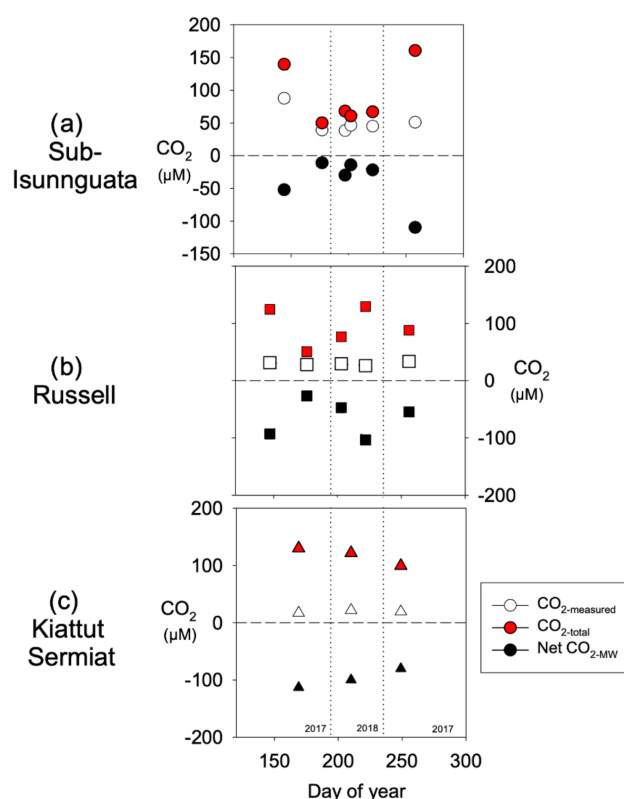 (a)
Sub-
Isunnguata
CO2
(µM)
200
150
100
50
0
-50
-100
-150
(b)
Russell
200
100
0
-100
-200
CO2
(µM)
(c)
Kiattut
Sermiat
CO2
(µM)
200
100
0
-100
-200
2017
2018
2017
150
200
250
300
Day of year
CO2-measured
CO2-total
Net CO2-MW